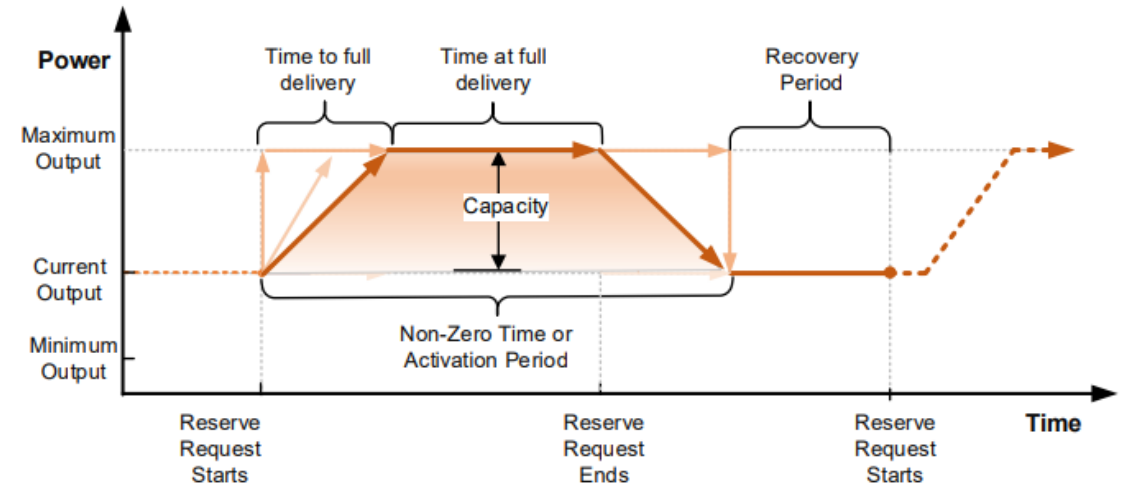 Power
Time to full
delivery
Time at full
delivery
Recovery
Period
Maximum
Output
Capacity
Current
Output
Non-Zero Time or
Activation Period
Minimum
Output
Reserve
Request
Starts
Reserve
Request
Ends
Reserve
Request
Starts
Time